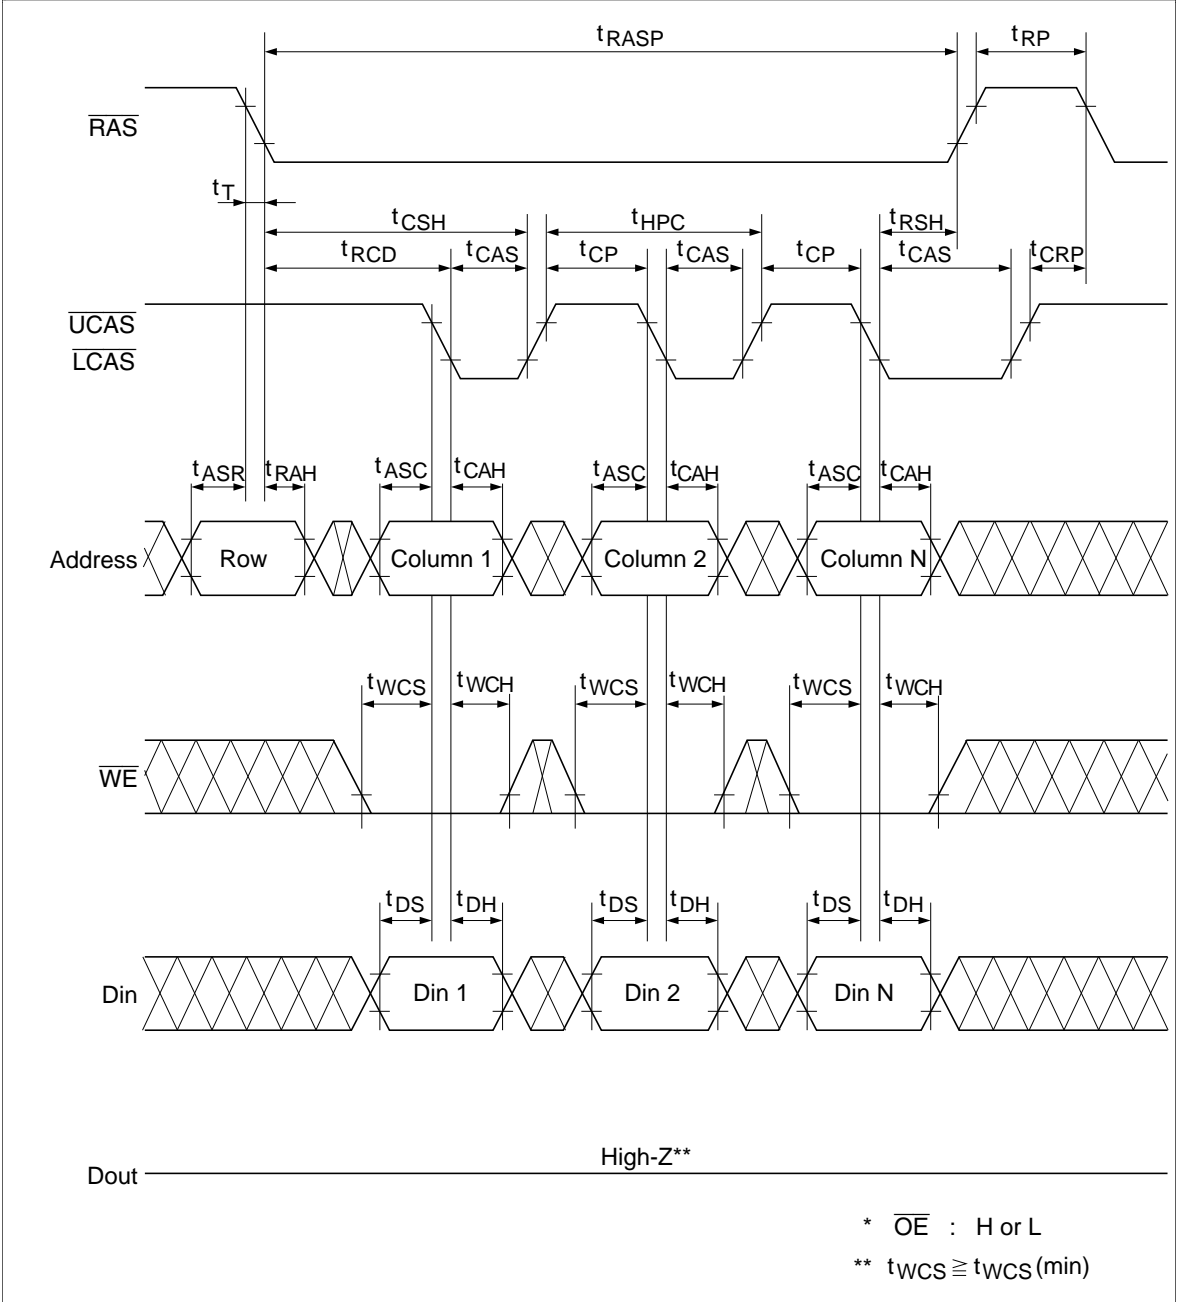 tRASP tRP
RAS
tT
tCSH tHPC tRSH
tRCD tCAS tCP tCAS tCP tCAS tCRP
UCAS
LCAS
tASR tRAH tASC tCAH tASC tCAH tASC tCAH
Address Row Column 1 Column 2 Column N
tWCS tWCH tWCS tWCH tWCS tWCH
WE
tDS tDH tDS tDH tDS tDH
Din Din 1 Din 2 Din N
High-Z**
Dout
* OE : H or L
** tWCS ≧ tWCS (min)